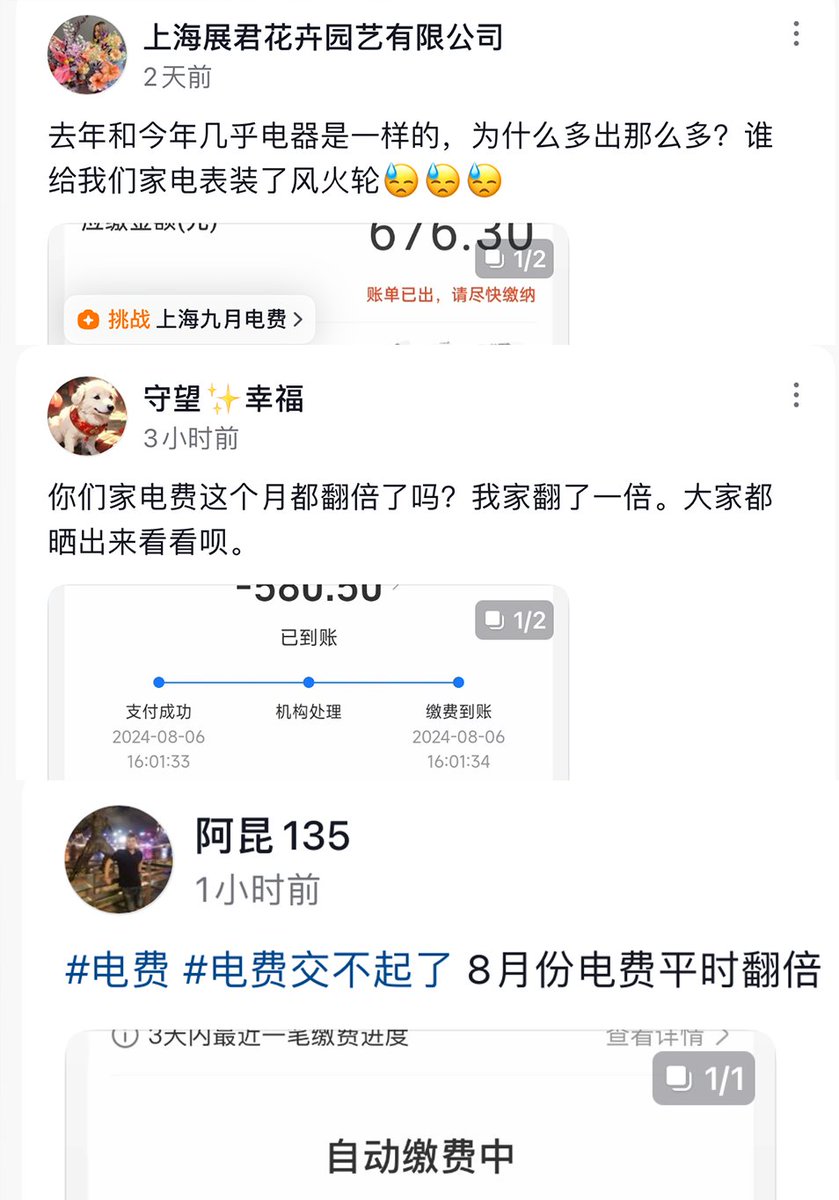 上海展君花卉园艺有限公司
2天前
去年和今年几乎电器是一样的，为什么多出那么多？谁
给我们家电表装了风火轮😓😓😓
应缴金额(元)
676.30
1/2
账单已出，请尽快缴纳
挑战 上海九月电费 >
守望✨幸福
3小时前
你们家电费这个月都翻倍了吗？我家翻了一倍。大家都
晒出来看看呗。
-580.50
1/2
已到账
支付成功 机构处理 缴费到账
2024-08-06 2024-08-06
16:01:33 16:01:34
阿昆135
1小时前
#电费 #电费交不起了 8月份电费平时翻倍
3天内最近一笔缴费进度 查看详情 >
1/1
自动缴费中